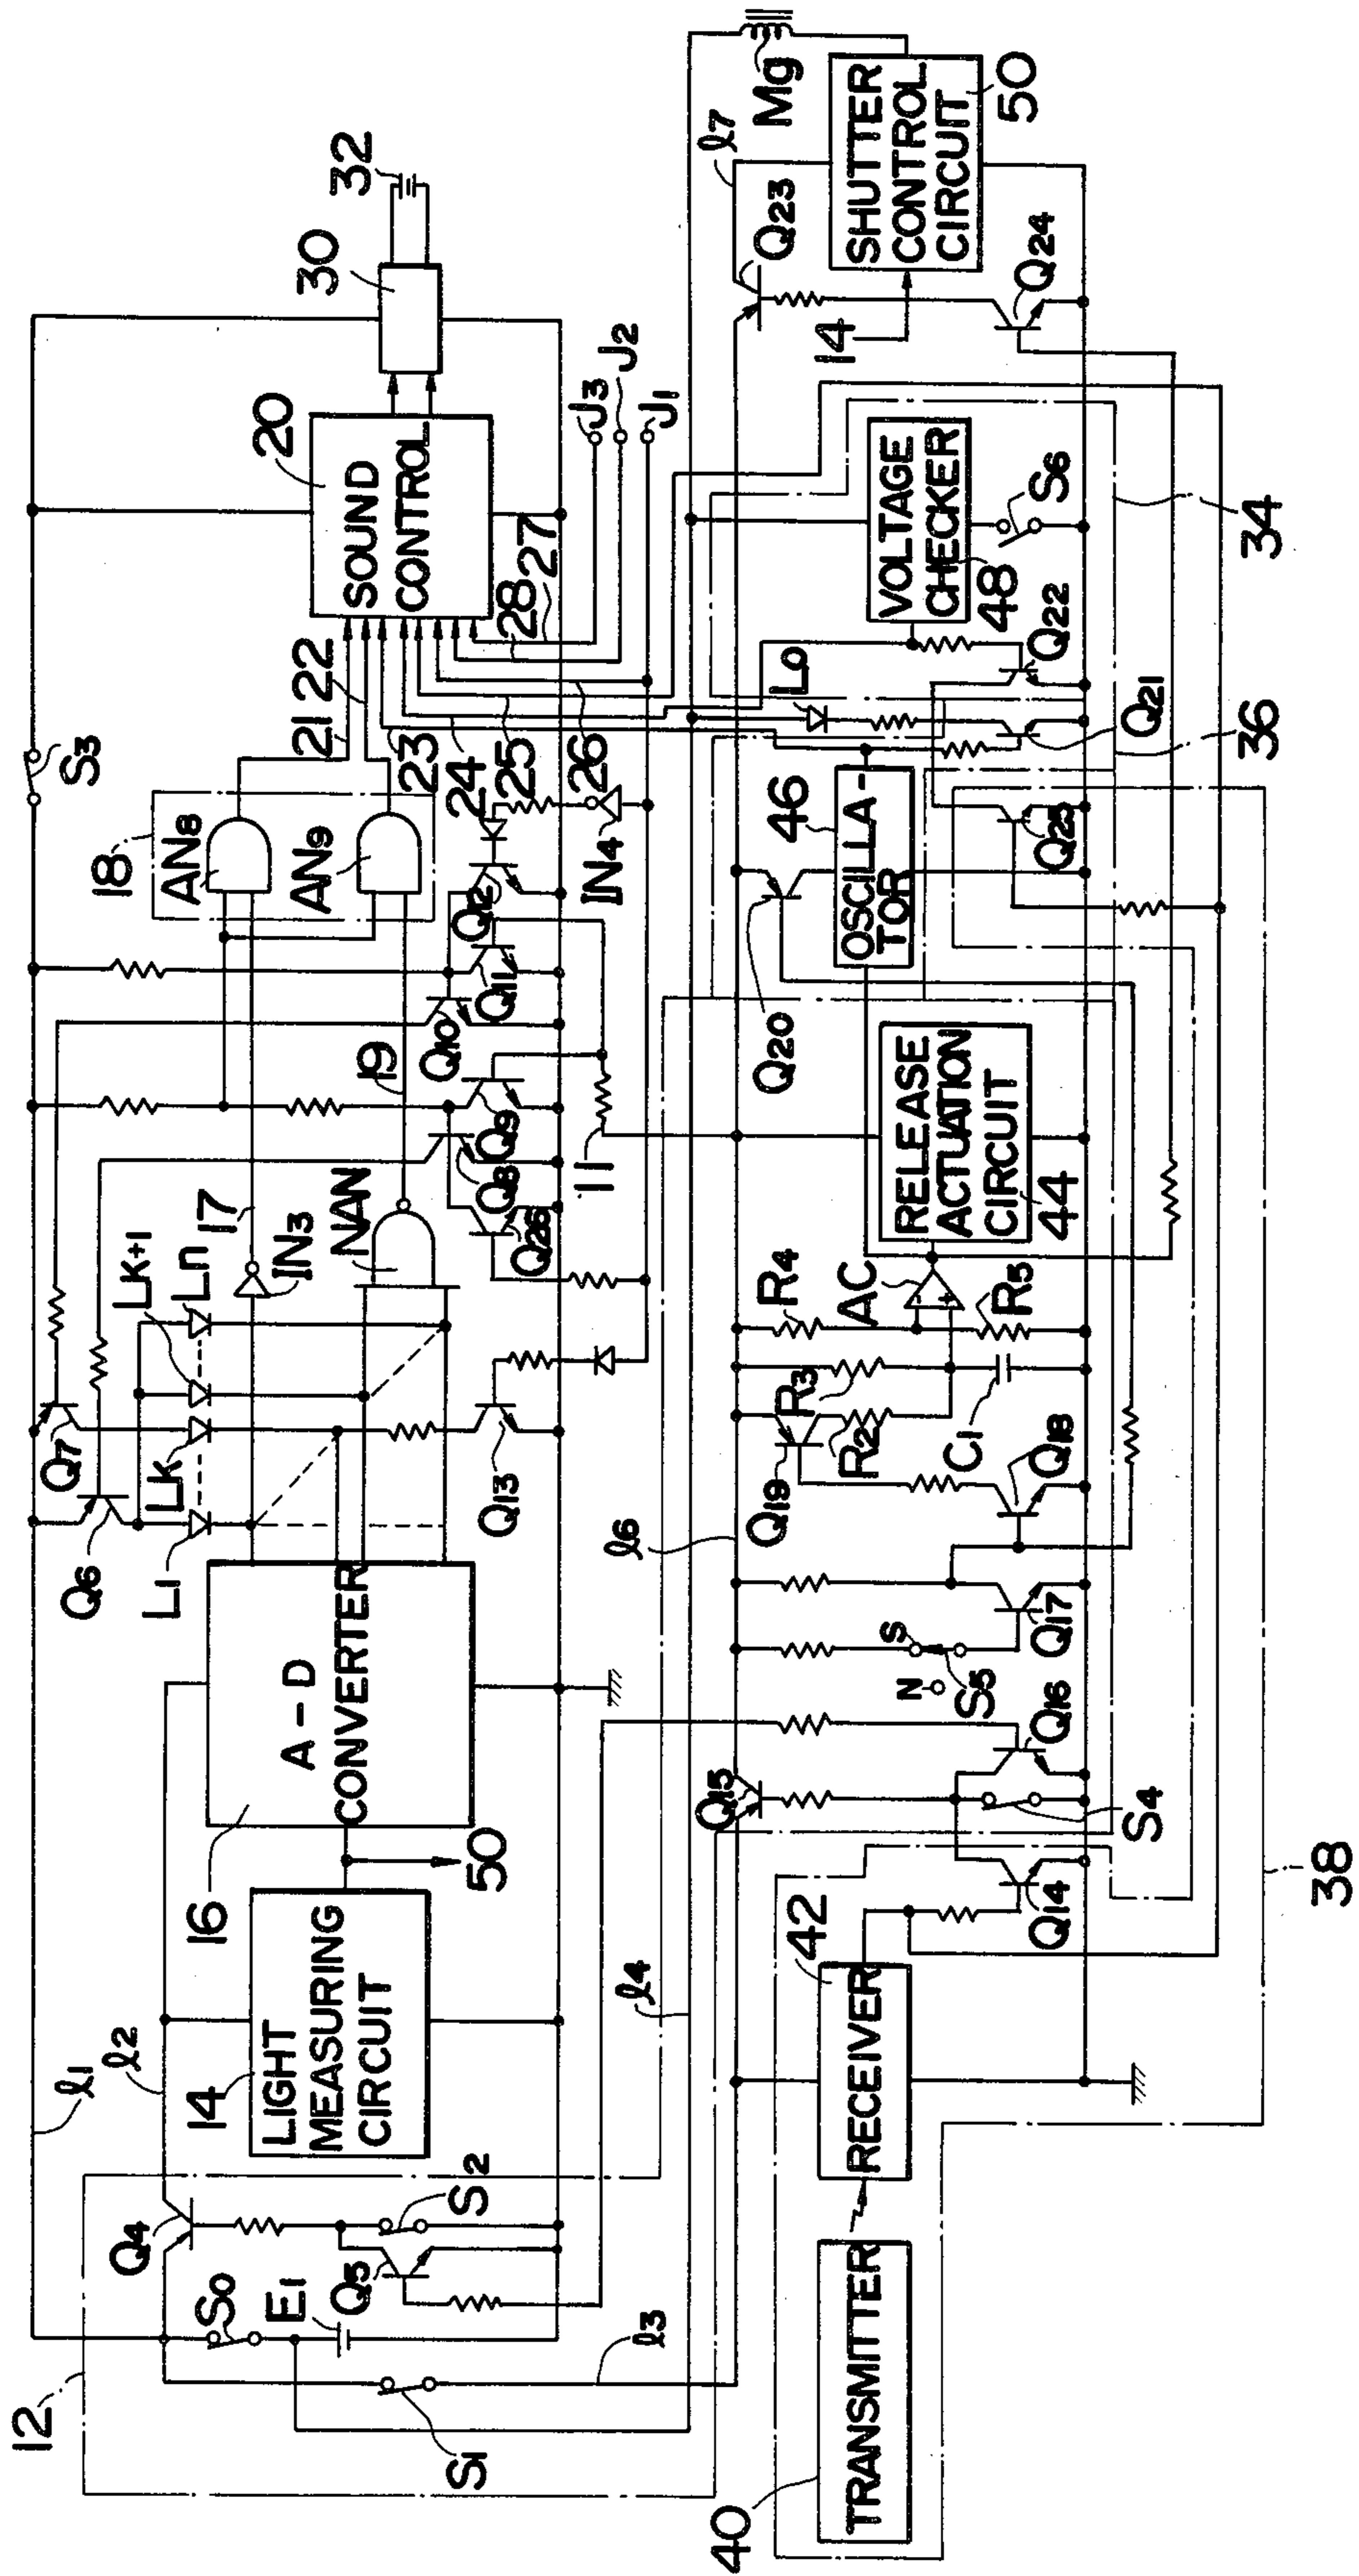 12
S1
l3
S0
E1
Q4
Q5
S2
l1
l2
14
LIGHT
MEASURING
CIRCUIT
50
16
A-D
CONVERTER
Q6
Q7
L1
LK
LK+1
Ln
Q13
IN3
17
NAN
19
Q26
Q8
Q9
11
Q10
Q11
Q12
IN4
18
AN8
AN9
S3
21
22
23
24
25
26
28
27
20
SOUND
CONTROL
30
32
J3
J2
J1
l4
40
TRANSMITTER
42
RECEIVER
38
Q14
Q15
S4
Q16
N
S
S5
Q17
l6
Q18
Q19
R2
R3
C1
R4
R5
AC
RELEASE
ACTUATION
CIRCUIT
44
Q20
46
OSCILLA-
TOR
Q25
Q21
36
L0
Q22
VOLTAGE
CHECKER
48
S6
34
14
Q24
Q23
l7
Mg
SHUTTER
CONTROL
CIRCUIT
50